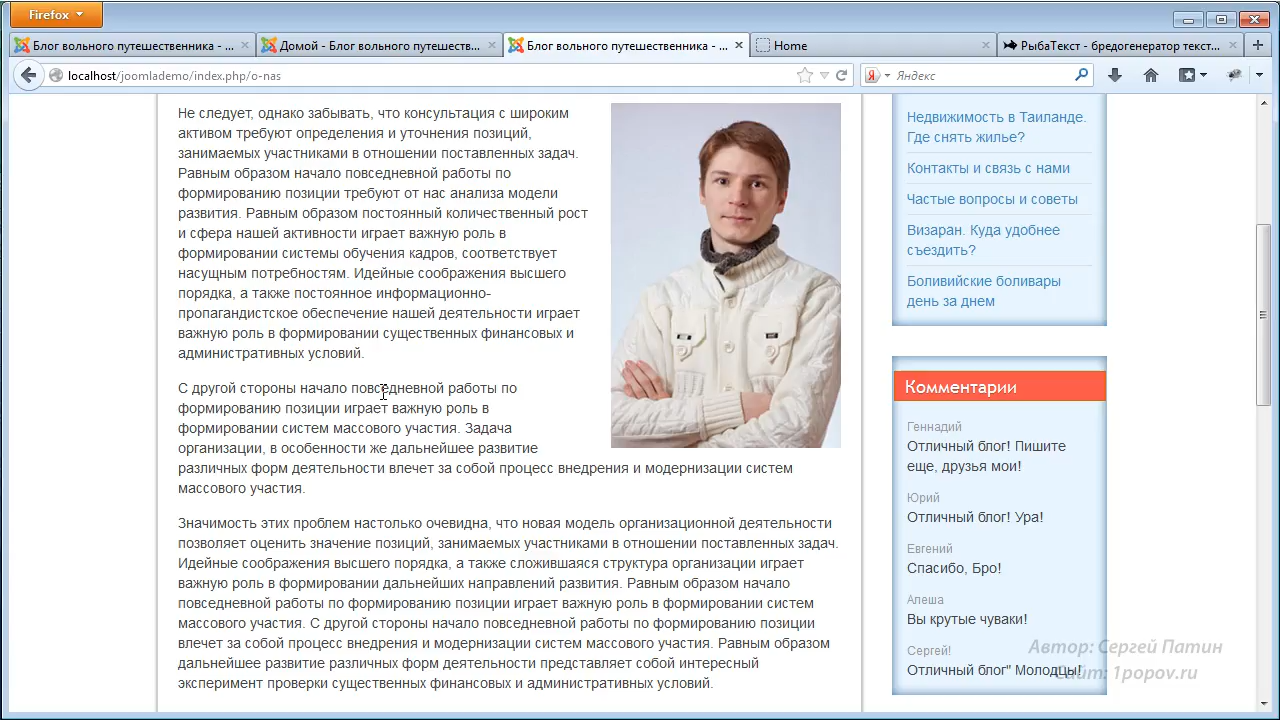 Firefox
Блог вольного путешественника - ...
Домой - Блог вольного путешеств...
Блог вольного путешественника - ...
Home
РыбаТекст - бредогенератор текст...
localhost/joomlademo/index.php/o-nas
Яндекс
Не следует, однако забывать, что консультация с широким
активом требуют определения и уточнения позиций,
занимаемых участниками в отношении поставленных задач.
Равным образом начало повседневной работы по
формированию позиции требуют от нас анализа модели
развития. Равным образом постоянный количественный рост
и сфера нашей активности играет важную роль в
формировании системы обучения кадров, соответствует
насущным потребностям. Идейные соображения высшего
порядка, а также постоянное информационно-
пропагандистское обеспечение нашей деятельности играет
важную роль в формировании существенных финансовых и
административных условий.
С другой стороны начало повседневной работы по
формированию позиции играет важную роль в
формировании систем массового участия. Задача
организации, в особенности же дальнейшее развитие
различных форм деятельности влечет за собой процесс внедрения и модернизации систем
массового участия.
Значимость этих проблем настолько очевидна, что новая модель организационной деятельности
позволяет оценить значение позиций, занимаемых участниками в отношении поставленных задач.
Идейные соображения высшего порядка, а также сложившаяся структура организации играет
важную роль в формировании дальнейших направлений развития. Равным образом начало
повседневной работы по формированию позиции играет важную роль в формировании систем
массового участия. С другой стороны начало повседневной работы по формированию позиции
влечет за собой процесс внедрения и модернизации систем массового участия. Равным образом
дальнейшее развитие различных форм деятельности представляет собой интересный
эксперимент проверки существенных финансовых и административных условий.
Недвижимость в Таиланде.
Где снять жилье?
Контакты и связь с нами
Частые вопросы и советы
Визаран. Куда удобнее
съездить?
Боливийские боливары
день за днем
Комментарии
Геннадий
Отличный блог! Пишите
еще, друзья мои!
Юрий
Отличный блог! Ура!
Евгений
Спасибо, Бро!
Алеша
Вы крутые чуваки!
Сергей!
Отличный блог" Молодцы!
Автор: Сергей Патин
Сайт: 1popov.ru